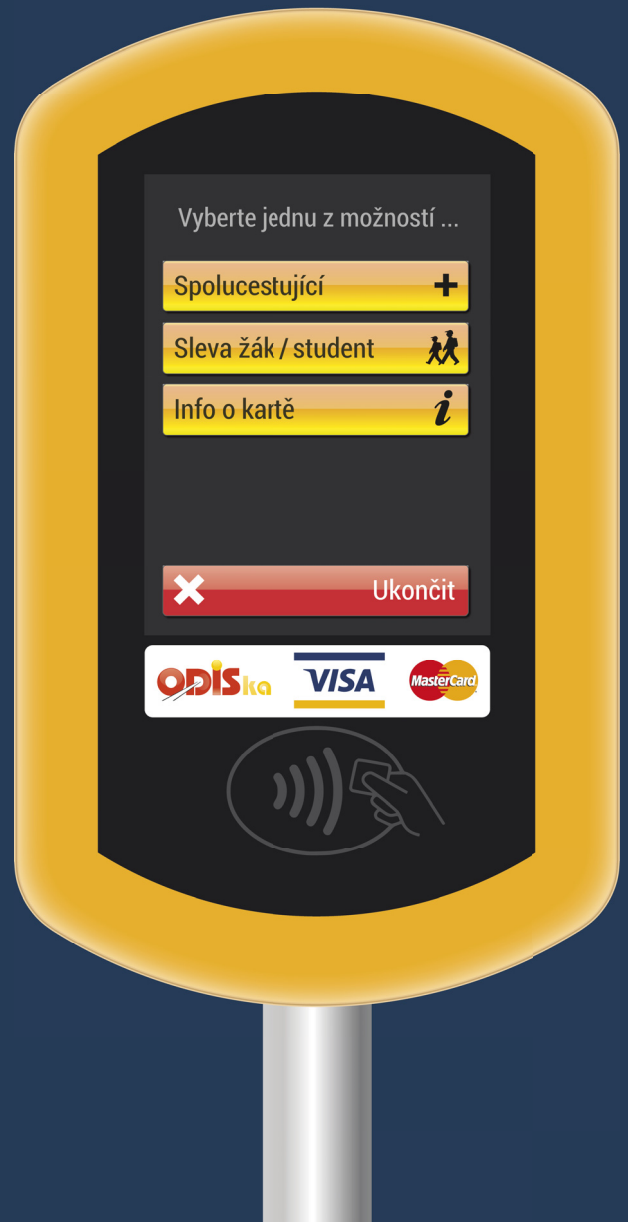 Vyberte jednu z možností ...
Spolucestující
Sleva žák / student
Info o kartě
Ukončit
ODISka VISA MasterCard